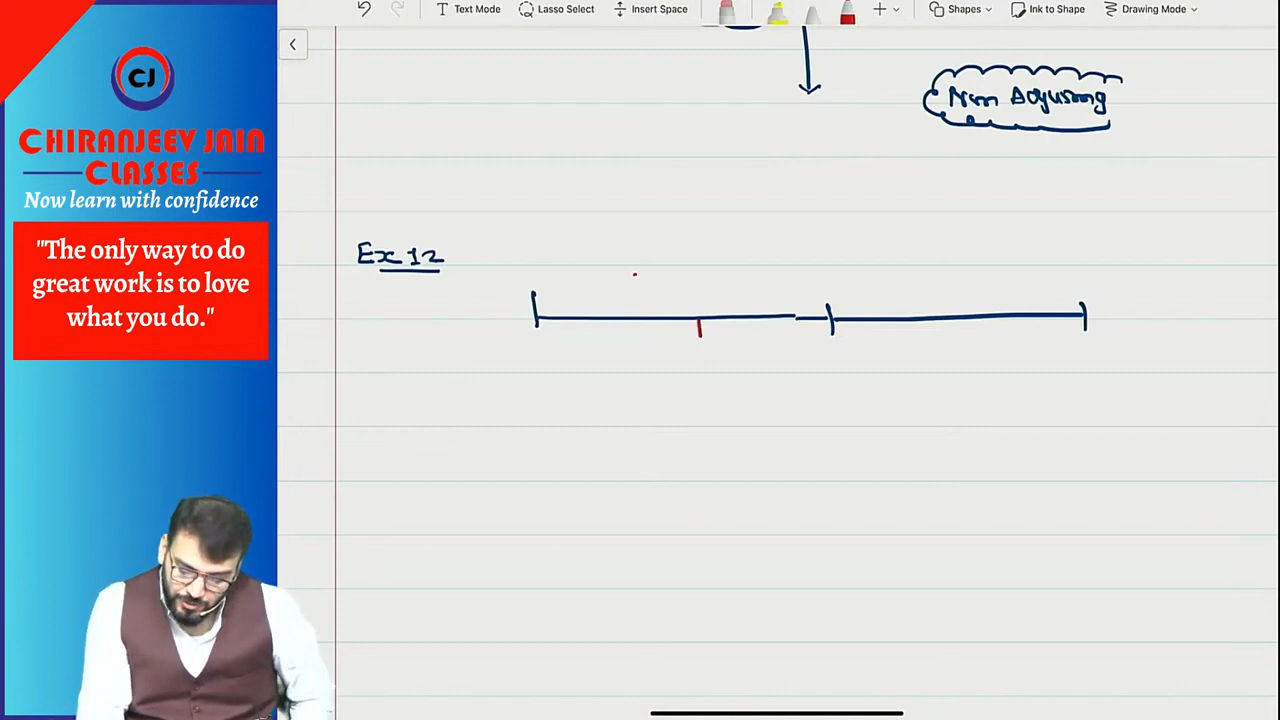 Text Mode
Lasso Select
Insert Space
Shapes
Ink to Shape
Drawing Mode
CJ
CHIRANJEEV JAIN
CLASSES
Now learn with confidence
"The only way to do
great work is to love
what you do."
Non
Ex 12